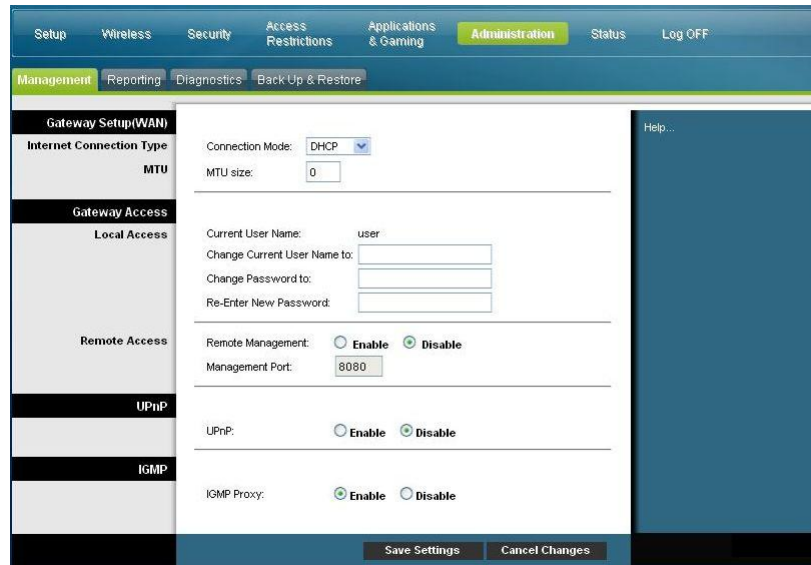 Setup Wireless Security Access Restrictions Applications & Gaming Administration Status Log OFF
Management Reporting Diagnostics Back Up & Restore
Gateway Setup(WAN)
Help...
Internet Connection Type Connection Mode: DHCP
MTU MTU size: 0
Gateway Access
Local Access Current User Name: user
Change Current User Name to:
Change Password to:
Re-Enter New Password:
Remote Access Remote Management: Enable Disable
Management Port: 8080
UPnP
UPnP: Enable Disable
IGMP
IGMP Proxy: Enable Disable
Save Settings Cancel Changes